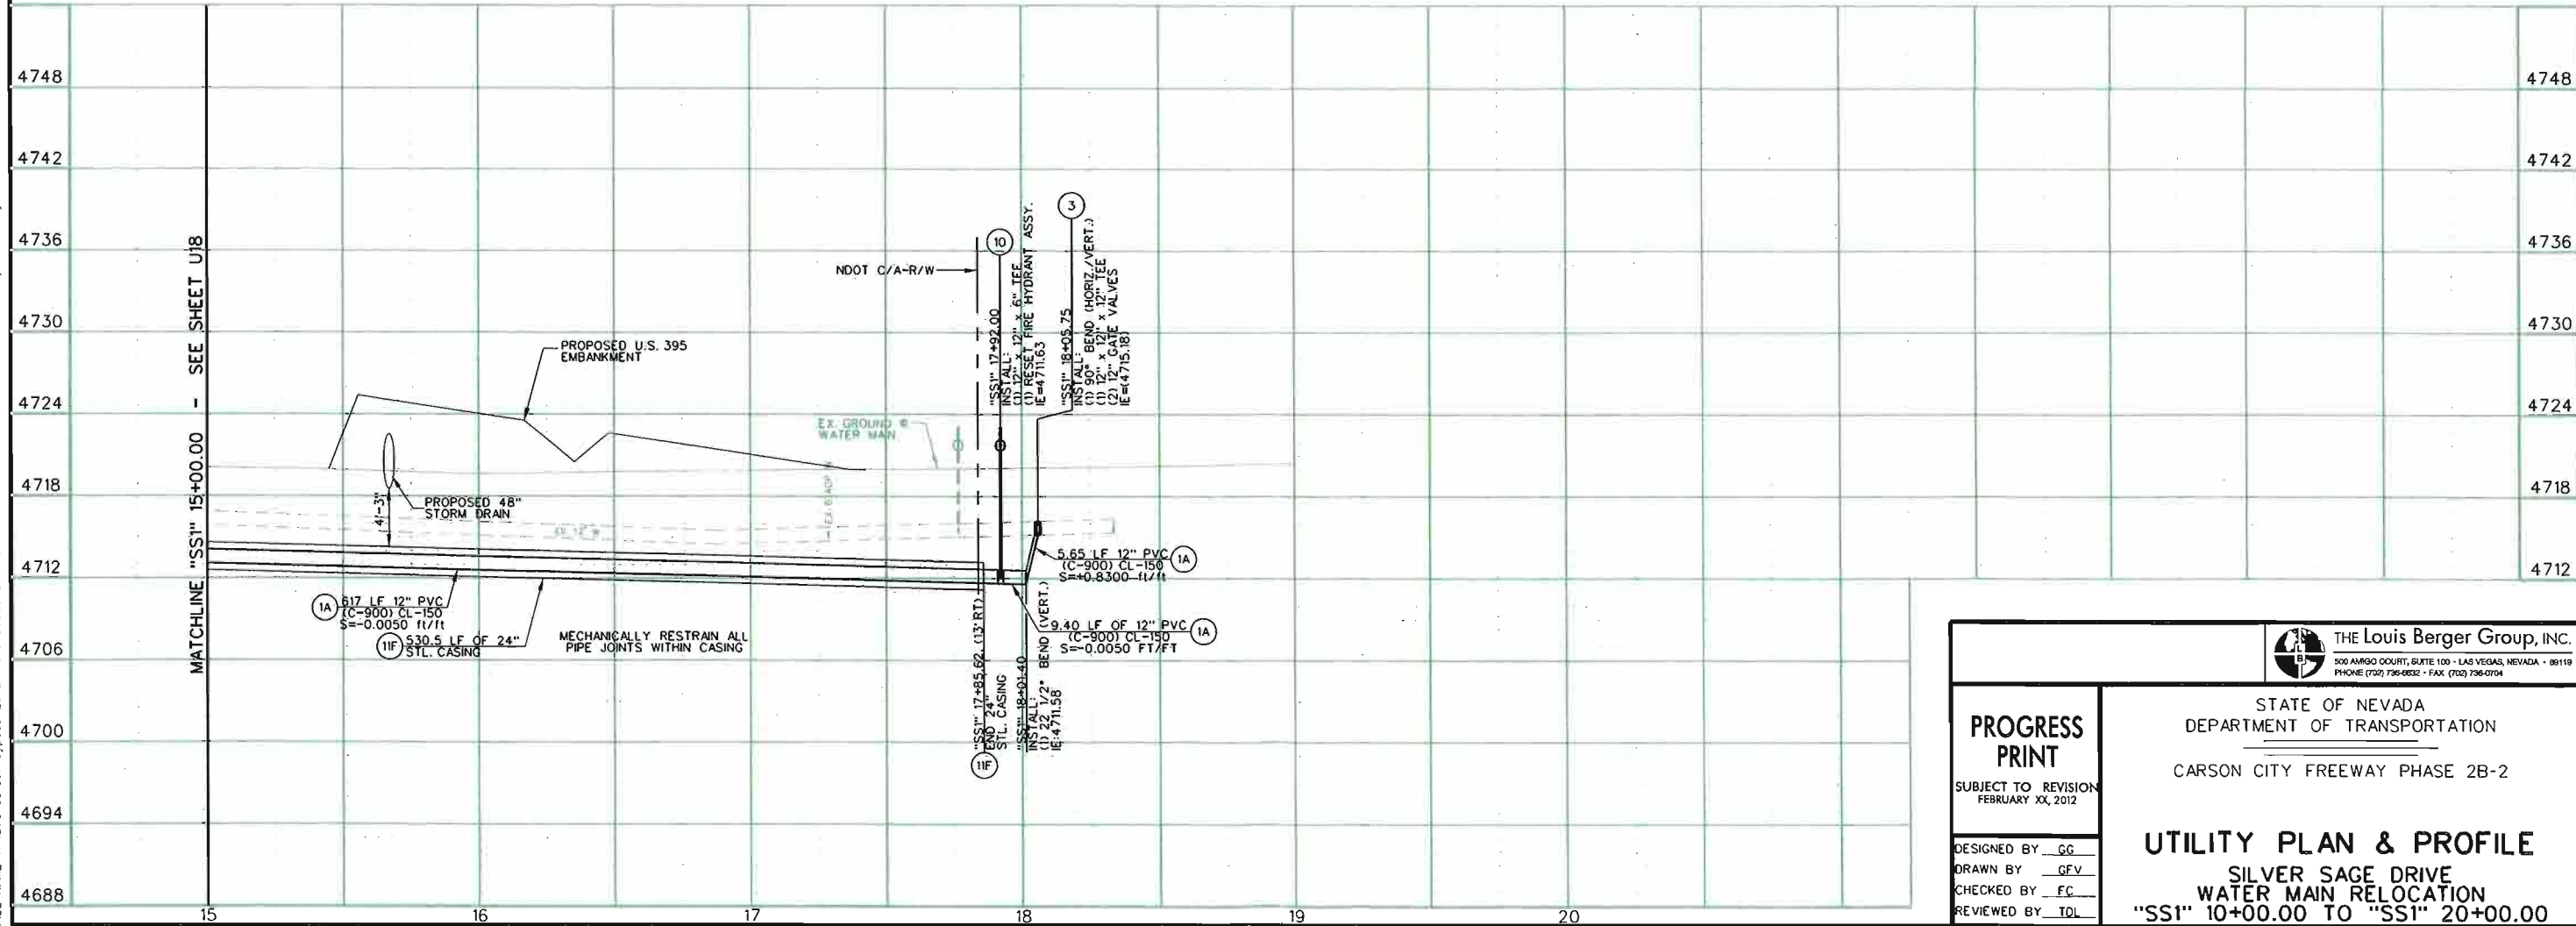 4748
4742
4736
4730
4724
4718
4712
4706
4700
4694
4688
4748
4742
4736
4730
4724
4718
4712
15
16
17
18
19
20
MATCHLINE "SS1" 15+00.00 - SEE SHEET U18
PROPOSED U.S. 395
EMBANKMENT
PROPOSED 48"
STORM DRAIN
4'-3"
EX. 12" W
EX. GROUND @
WATER MAIN
NDOT C/A-R/W
10
"SS1" 17+92.00
INSTALL:
(1) 12" x 12" x 6" TEE
(1) RESET FIRE HYDRANT ASSY.
IE=4711.63
3
"SS1" 18+05.75
INSTALL:
(1) 90° BEND (HORIZ./VERT.)
(1) 12" x 12" x 12" TEE
(2) 12" GATE VALVES
IE=(4715.18)
5.65 LF 12" PVC
(C-900) CL-150
S=+0.8300 ft/ft
1A
9.40 LF OF 12" PVC
(C-900) CL-150
S=-0.0050 FT/FT
1A
1A
617 LF 12" PVC
(C-900) CL-150
S=-0.0050 ft/ft
11F
530.5 LF OF 24"
STL. CASING
MECHANICALLY RESTRAIN ALL
PIPE JOINTS WITHIN CASING
"SS1" 17+85.62, (13' RT)
END 24"
STL. CASING
11F
"SS1" 18+01.40
INSTALL:
(1) 22 1/2° BEND (VERT.)
IE:4711.58
LB
THE Louis Berger Group, INC.
500 AMIGO COURT, SUITE 100 • LAS VEGAS, NEVADA • 89119
PHONE (702) 736-6632 • FAX (702) 736-0704
PROGRESS
PRINT
SUBJECT TO REVISION
FEBRUARY XX, 2012
STATE OF NEVADA
DEPARTMENT OF TRANSPORTATION
CARSON CITY FREEWAY PHASE 2B-2
DESIGNED BY GG
DRAWN BY GFV
CHECKED BY FC
REVIEWED BY TDL
UTILITY PLAN & PROFILE
SILVER SAGE DRIVE
WATER MAIN RELOCATION
"SS1" 10+00.00 TO "SS1" 20+00.00